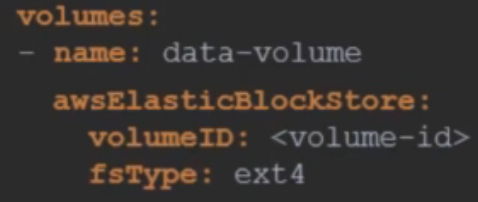 volumes:
- name: data-volume
  awsElasticBlockStore:
    volumeID: <volume-id>
    fsType: ext4